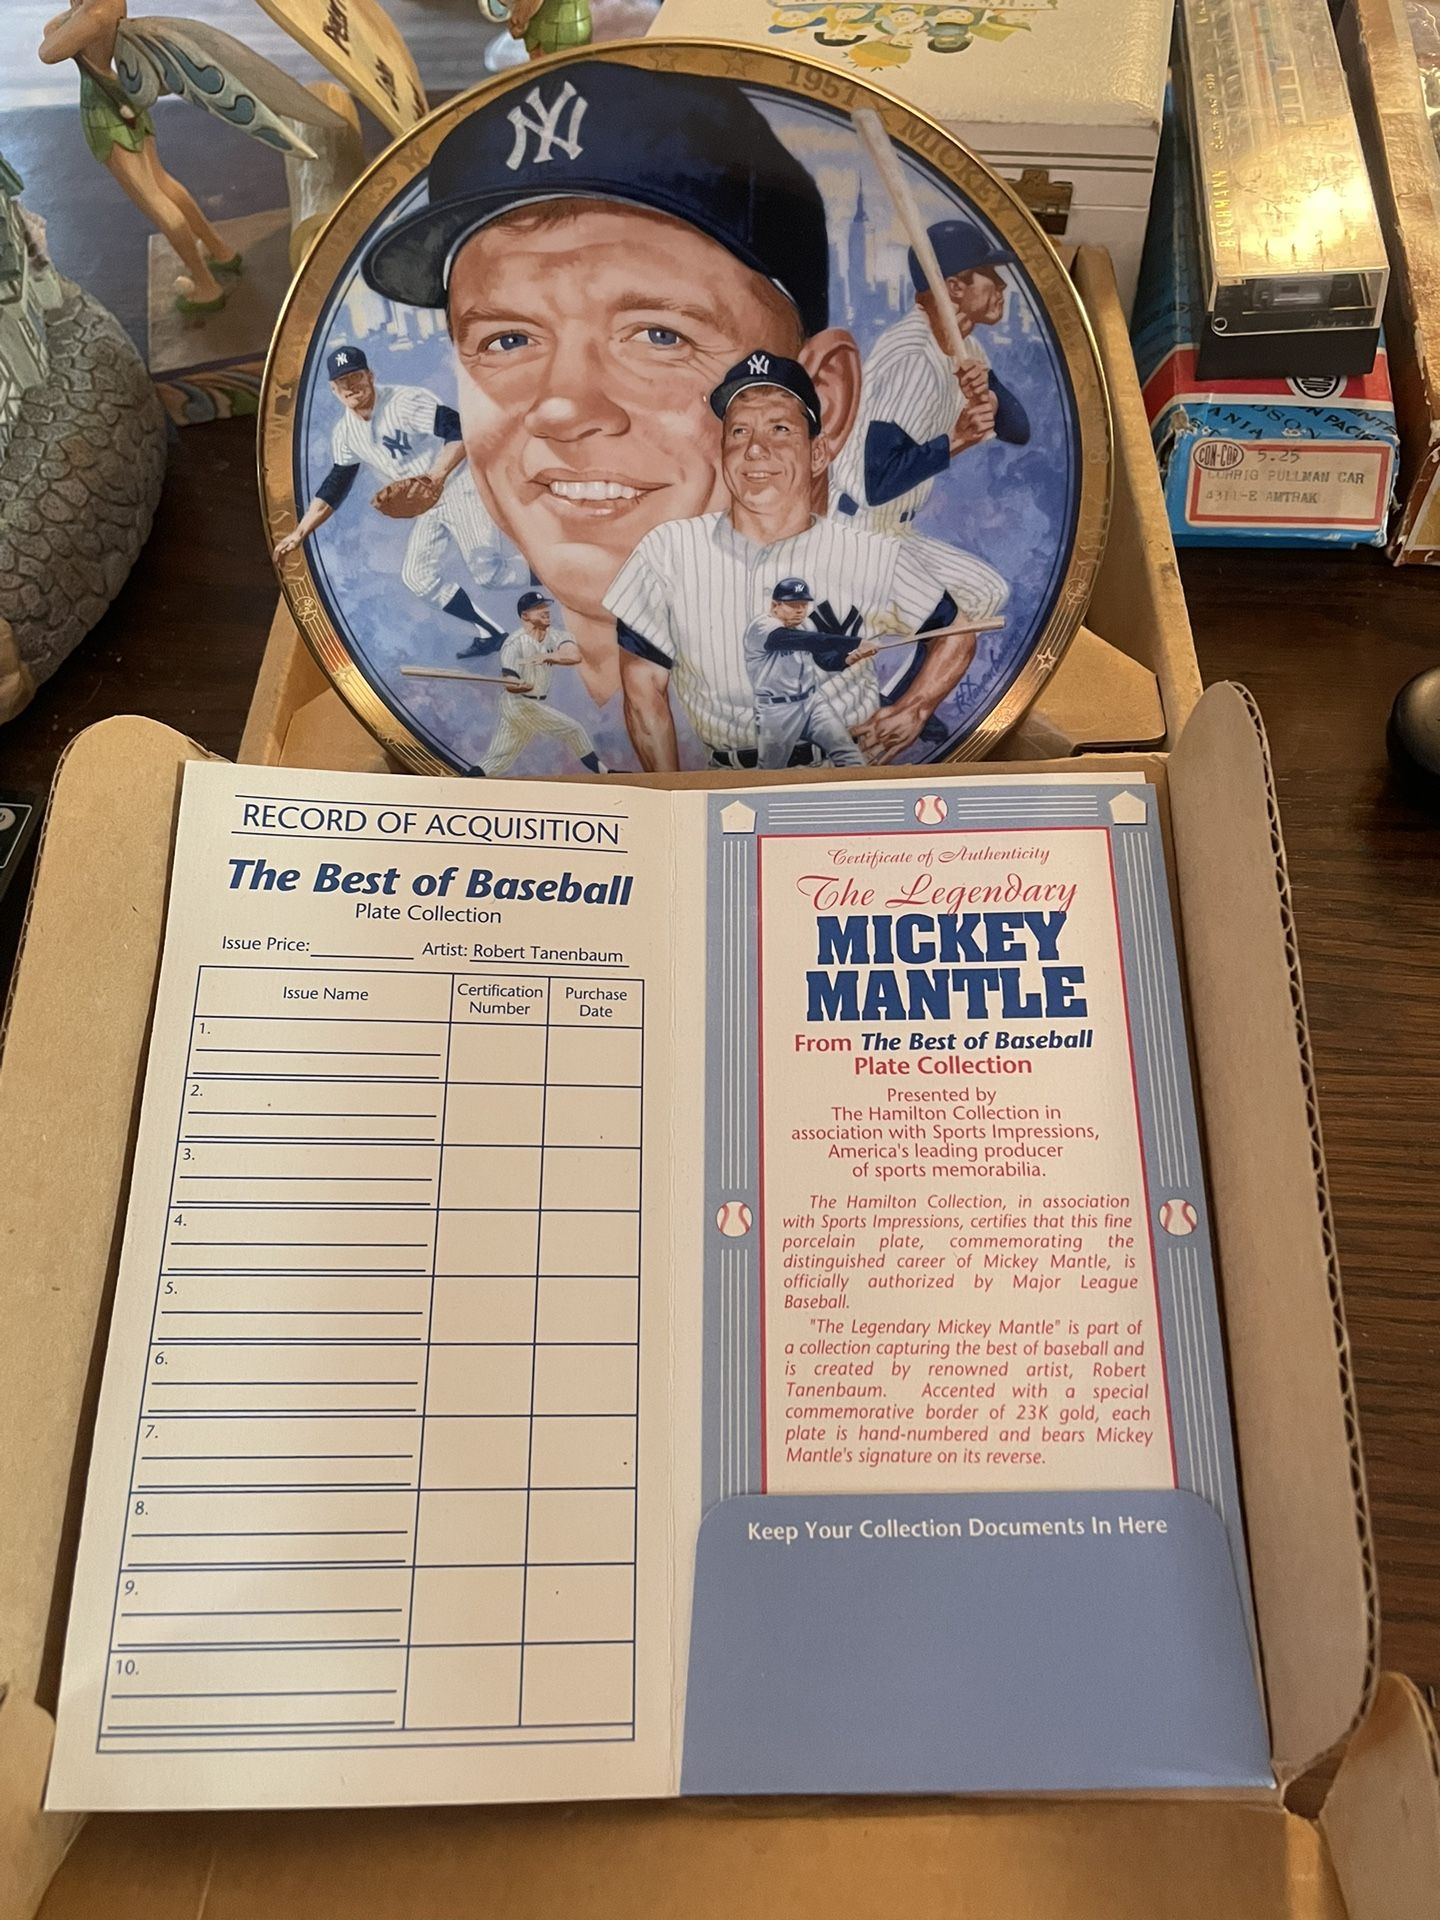 NY
1951
MICKEY
NY
NY
NY
BACHMANN
CON-COR
5.25
PULLMAN CAR
4311-E AMTRAK
RECORD OF ACQUISITION
The Best of Baseball
Plate Collection
Issue Price: Artist: Robert Tanenbaum
Issue Name
Certification
Number
Purchase
Date
1.
2.
3.
4.
5.
6.
7.
8.
9.
10.
Certificate of Authenticity
The Legendary
MICKEY
MANTLE
From The Best of Baseball
Plate Collection
Presented by
The Hamilton Collection in
association with Sports Impressions,
America's leading producer
of sports memorabilia.
The Hamilton Collection, in association
with Sports Impressions, certifies that this fine
porcelain plate, commemorating the
distinguished career of Mickey Mantle, is
officially authorized by Major League
Baseball.
"The Legendary Mickey Mantle" is part of
a collection capturing the best of baseball and
is created by renowned artist, Robert
Tanenbaum. Accented with a special
commemorative border of 23K gold, each
plate is hand-numbered and bears Mickey
Mantle's signature on its reverse.
Keep Your Collection Documents In Here